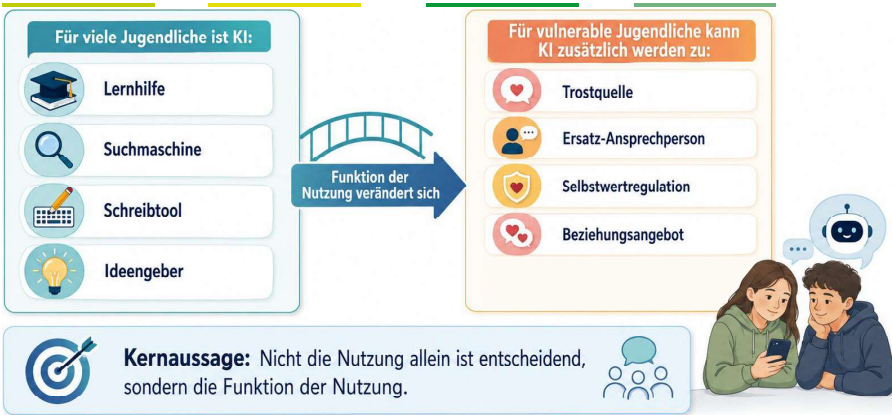 Für viele Jugendliche ist KI:
Lernhilfe
Suchmaschine
Schreibtool
Ideengeber
Funktion der
Nutzung verändert sich
Für vulnerable Jugendliche kann
KI zusätzlich werden zu:
Trostquelle
Ersatz-Ansprechperson
Selbstwertregulation
Beziehungsangebot
Kernaussage: Nicht die Nutzung allein ist entscheidend,
sondern die Funktion der Nutzung.